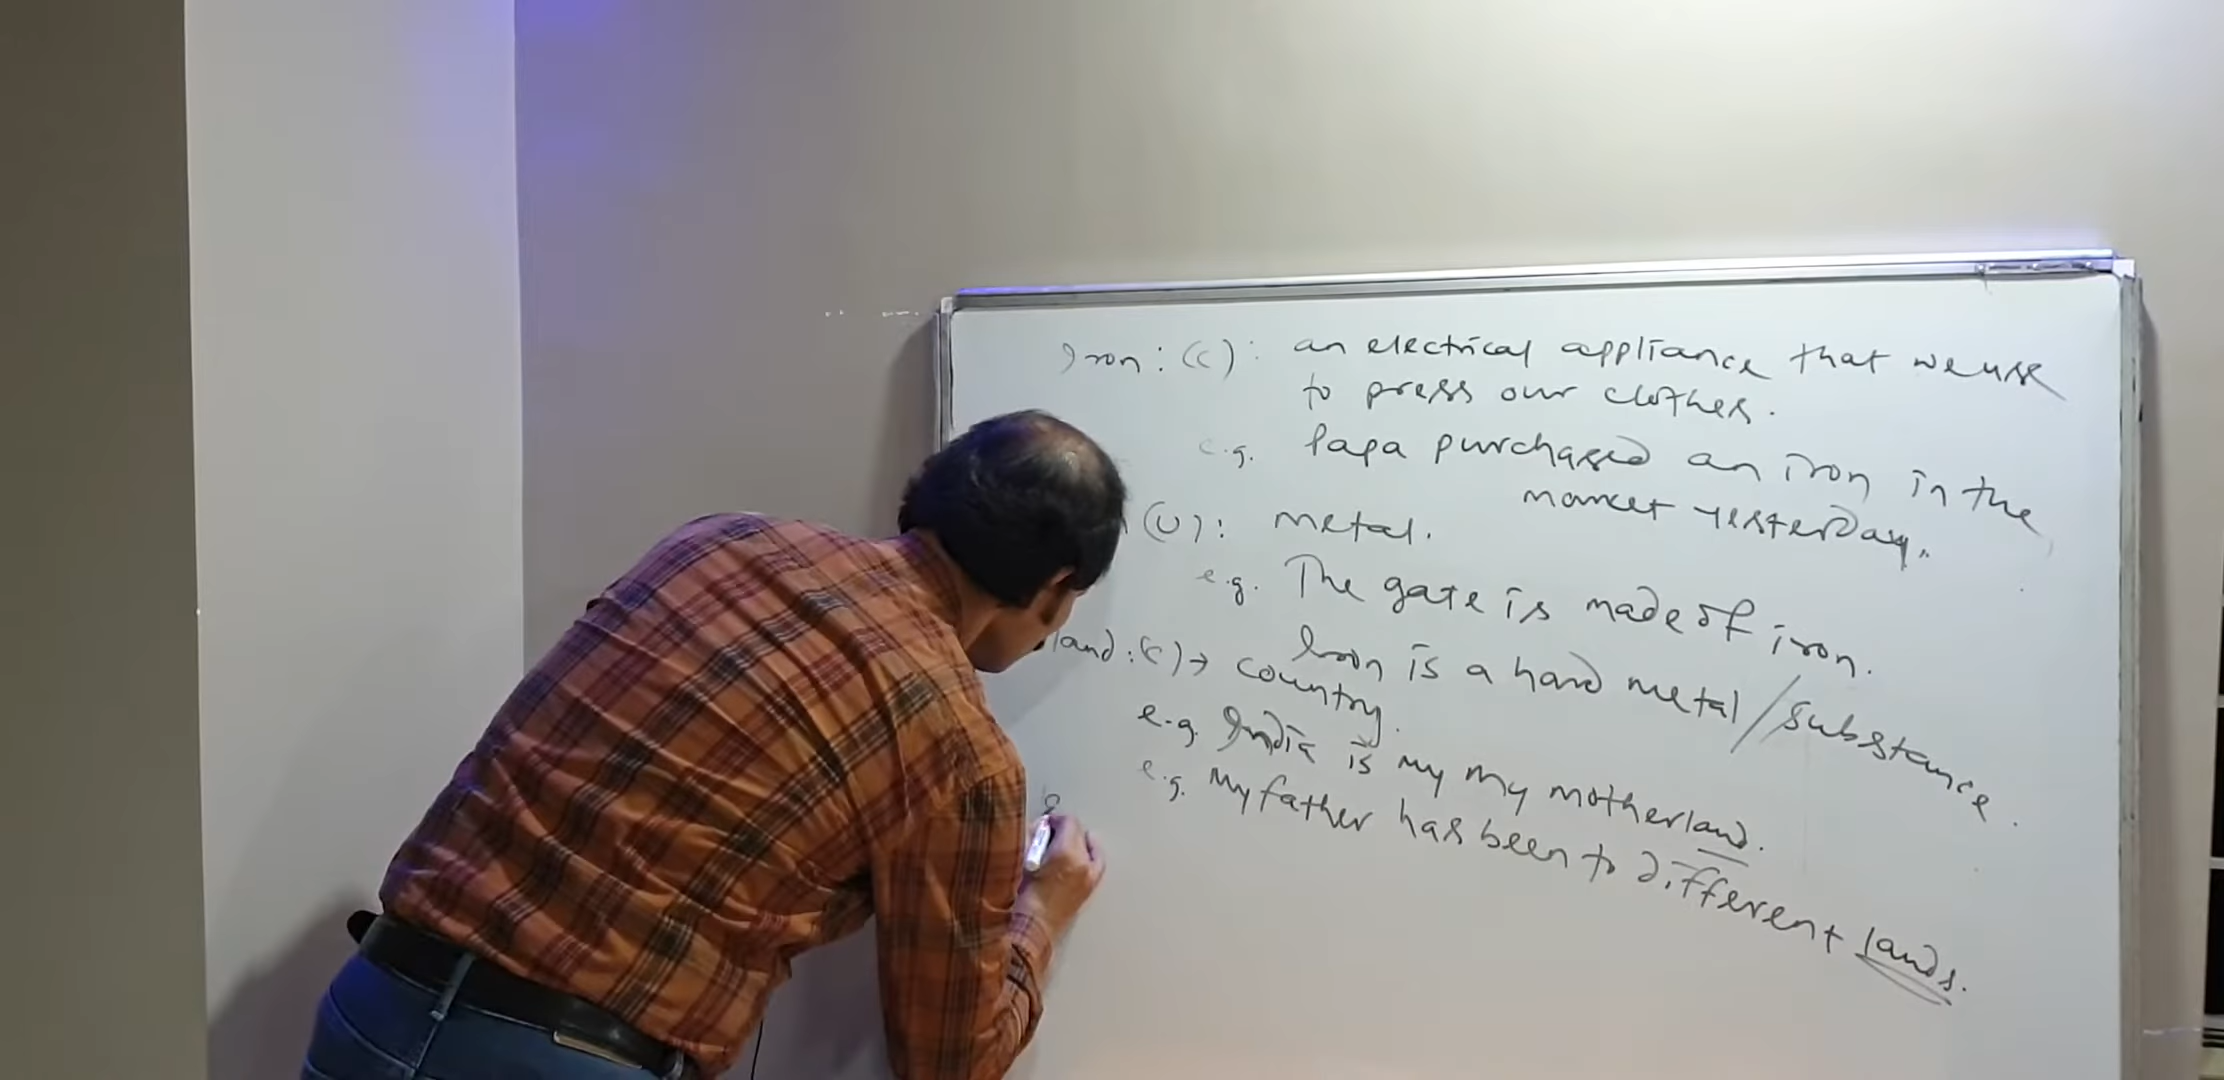 Iron : (C) : an electrical appliance that we use
to press our clothes.
e.g. Papa purchased an iron in the
market yesterday.
(U) : metal.
e.g. The gate is made of iron.
Iron is a hard metal / substance.
land : (C) → country.
e.g. India is my my motherland.
e.g. My father has been to different lands.